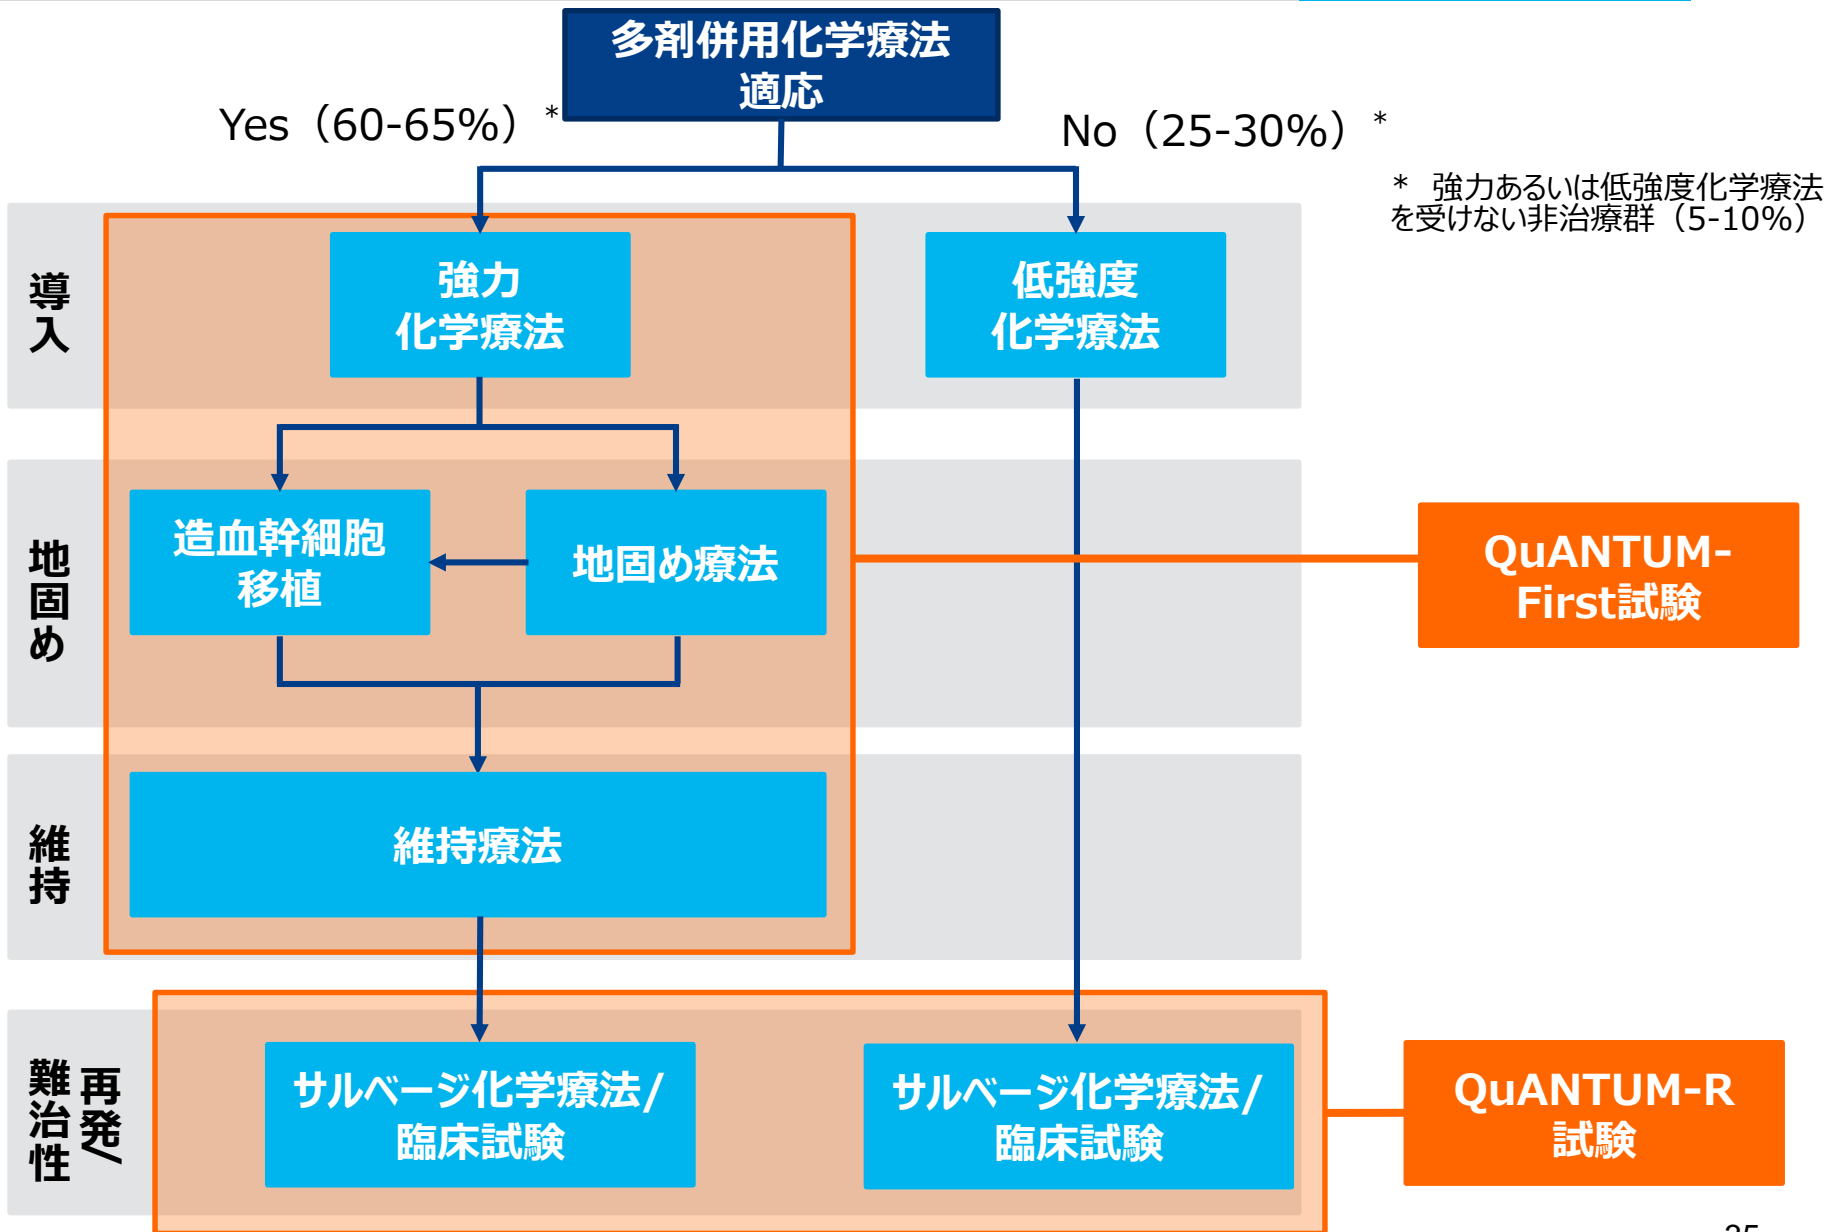 多剤併用化学療法
適応
Yes（60-65%）*
No（25-30%）*
* 強力あるいは低強度化学療法
を受けない非治療群（5-10%）
導入
強力
化学療法
低強度
化学療法
地固め
造血幹細胞
移植
地固め療法
QuANTUM-
First試験
維持
維持療法
再発/
難治性
サルベージ化学療法/
臨床試験
サルベージ化学療法/
臨床試験
QuANTUM-R
試験